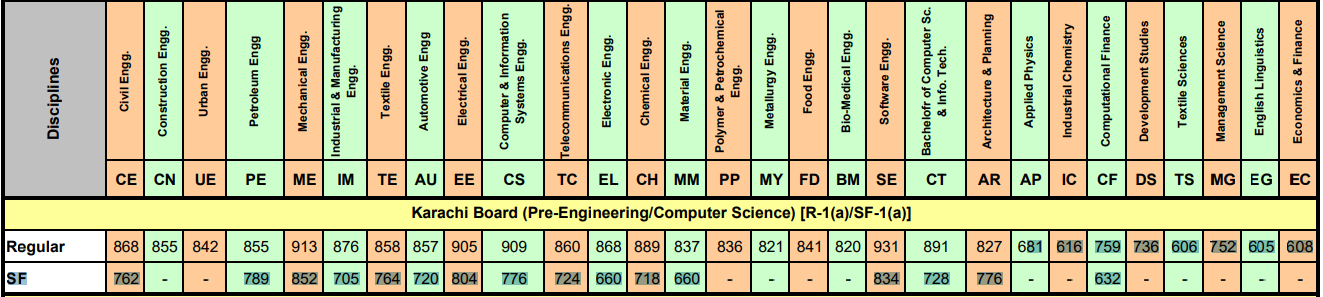 Disciplines
Civil Engg.
Construction Engg.
Urban Engg.
Petroleum Engg
Mechanical Engg.
Industrial & Manufacturing
Engg.
Textile Engg.
Automotive Engg
Electrical Engg.
Computer & Information
Systems Engg.
Telecommunications Engg.
Electronic Engg.
Chemical Engg.
Material Engg.
Polymer & Petrochemical
Engg.
Metallurgy Engg.
Food Engg.
Bio-Medical Engg.
Software Engg.
Bachelofr of Computer Sc.
& Info. Tech.
Architecture & Planning
Applied Physics
Industrial Chemistry
Computational Finance
Development Studies
Textile Sciences
Management Science
English Linguistics
Economics & Finance
CE CN UE PE ME IM TE AU EE CS TC EL CH MM PP MY FD BM SE CT AR AP IC CF DS TS MG EG EC
Karachi Board (Pre-Engineering/Computer Science) [R-1(a)/SF-1(a)]
Regular 868 855 842 855 913 876 858 857 905 909 860 868 889 837 836 821 841 820 931 891 827 681 616 759 736 606 752 605 608
SF 762 - - 789 852 705 764 720 804 776 724 660 718 660 - - - - 834 728 776 - - 632 - - - - -